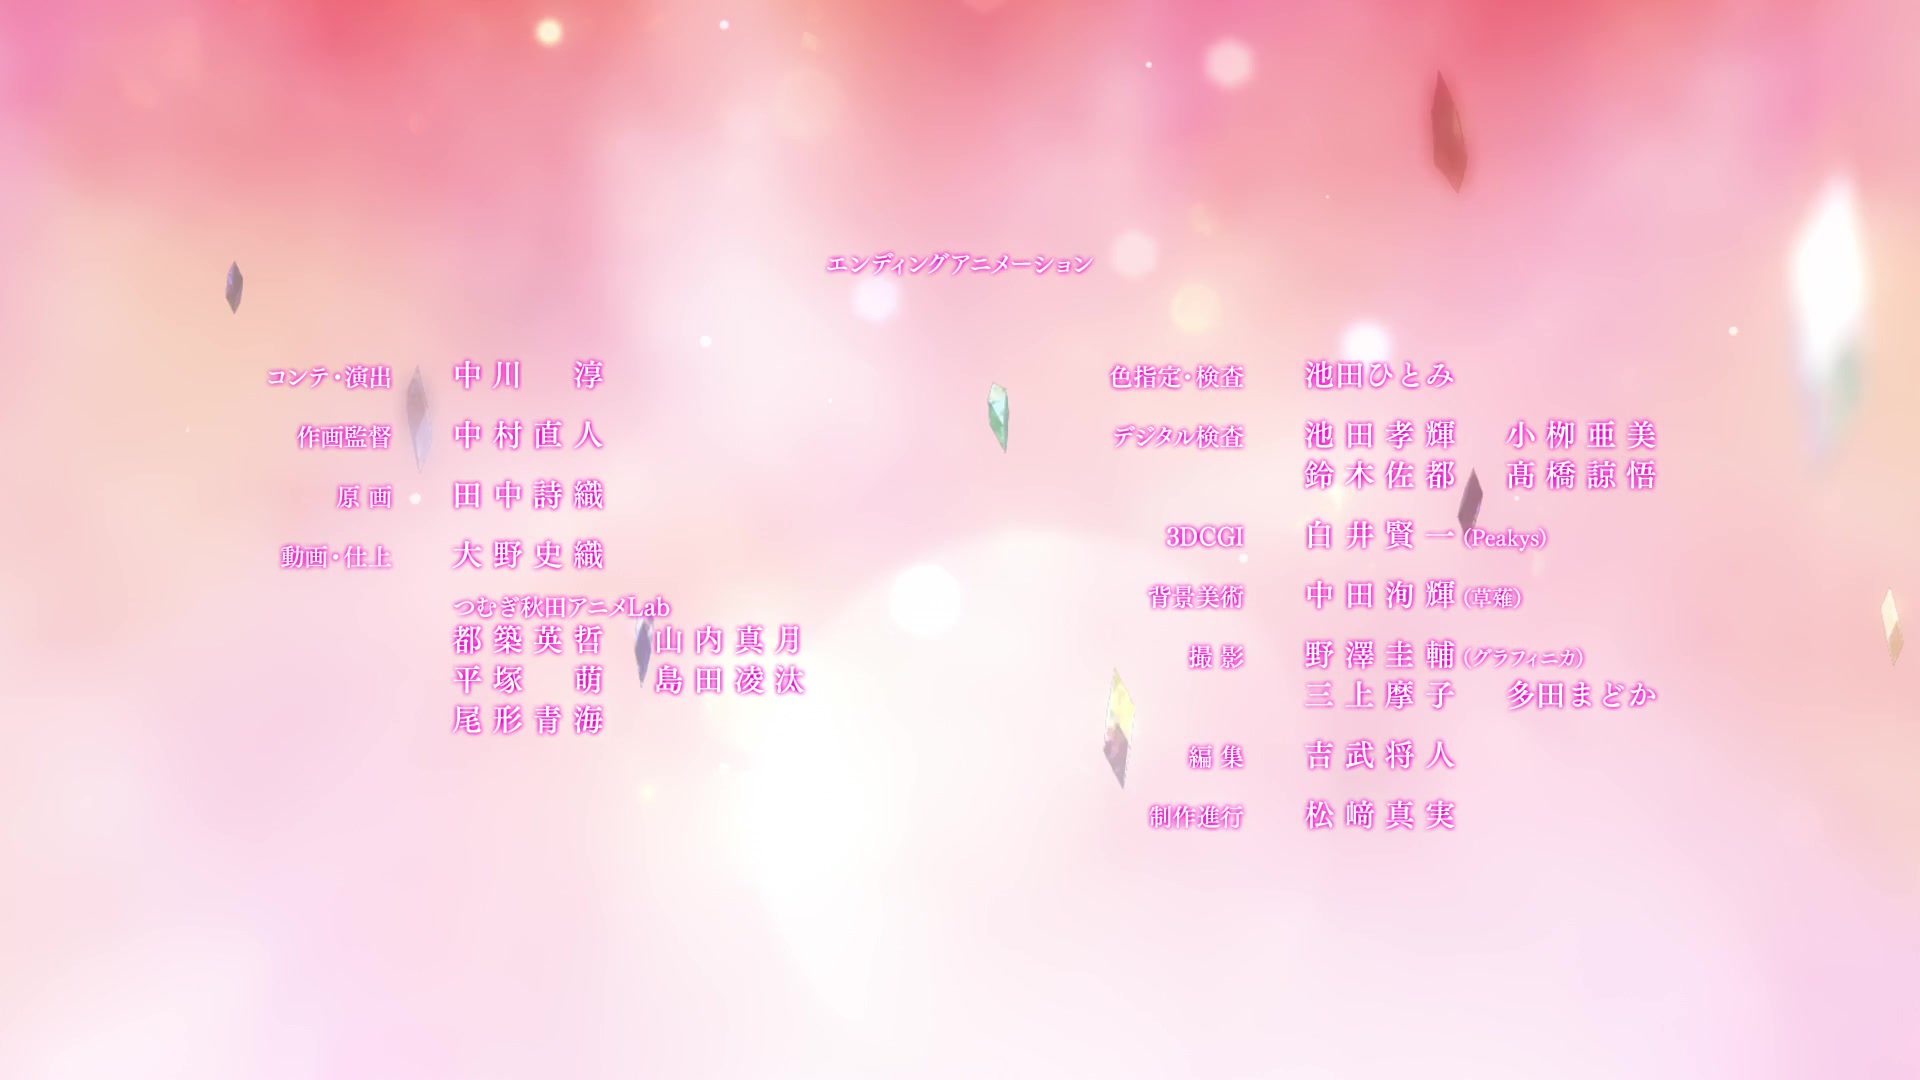 エンディングアニメーション
コンテ・演出 中川 淳
作画監督 中村直人
原画 田中詩織
動画・仕上 大野史織
つむぎ秋田アニメLab
都築英哲 山内真月
平塚 萌 島田凌汰
尾形青海
色指定・検査 池田ひとみ
デジタル検査 池田孝輝 小栁亜美
鈴木佐都 髙橋諒悟
3DCGI 白井賢一(Peakys)
背景美術 中田洵輝(草薙)
撮影 野澤圭輔(グラフィニカ)
三上摩子 多田まどか
編集 吉武将人
制作進行 松﨑真実